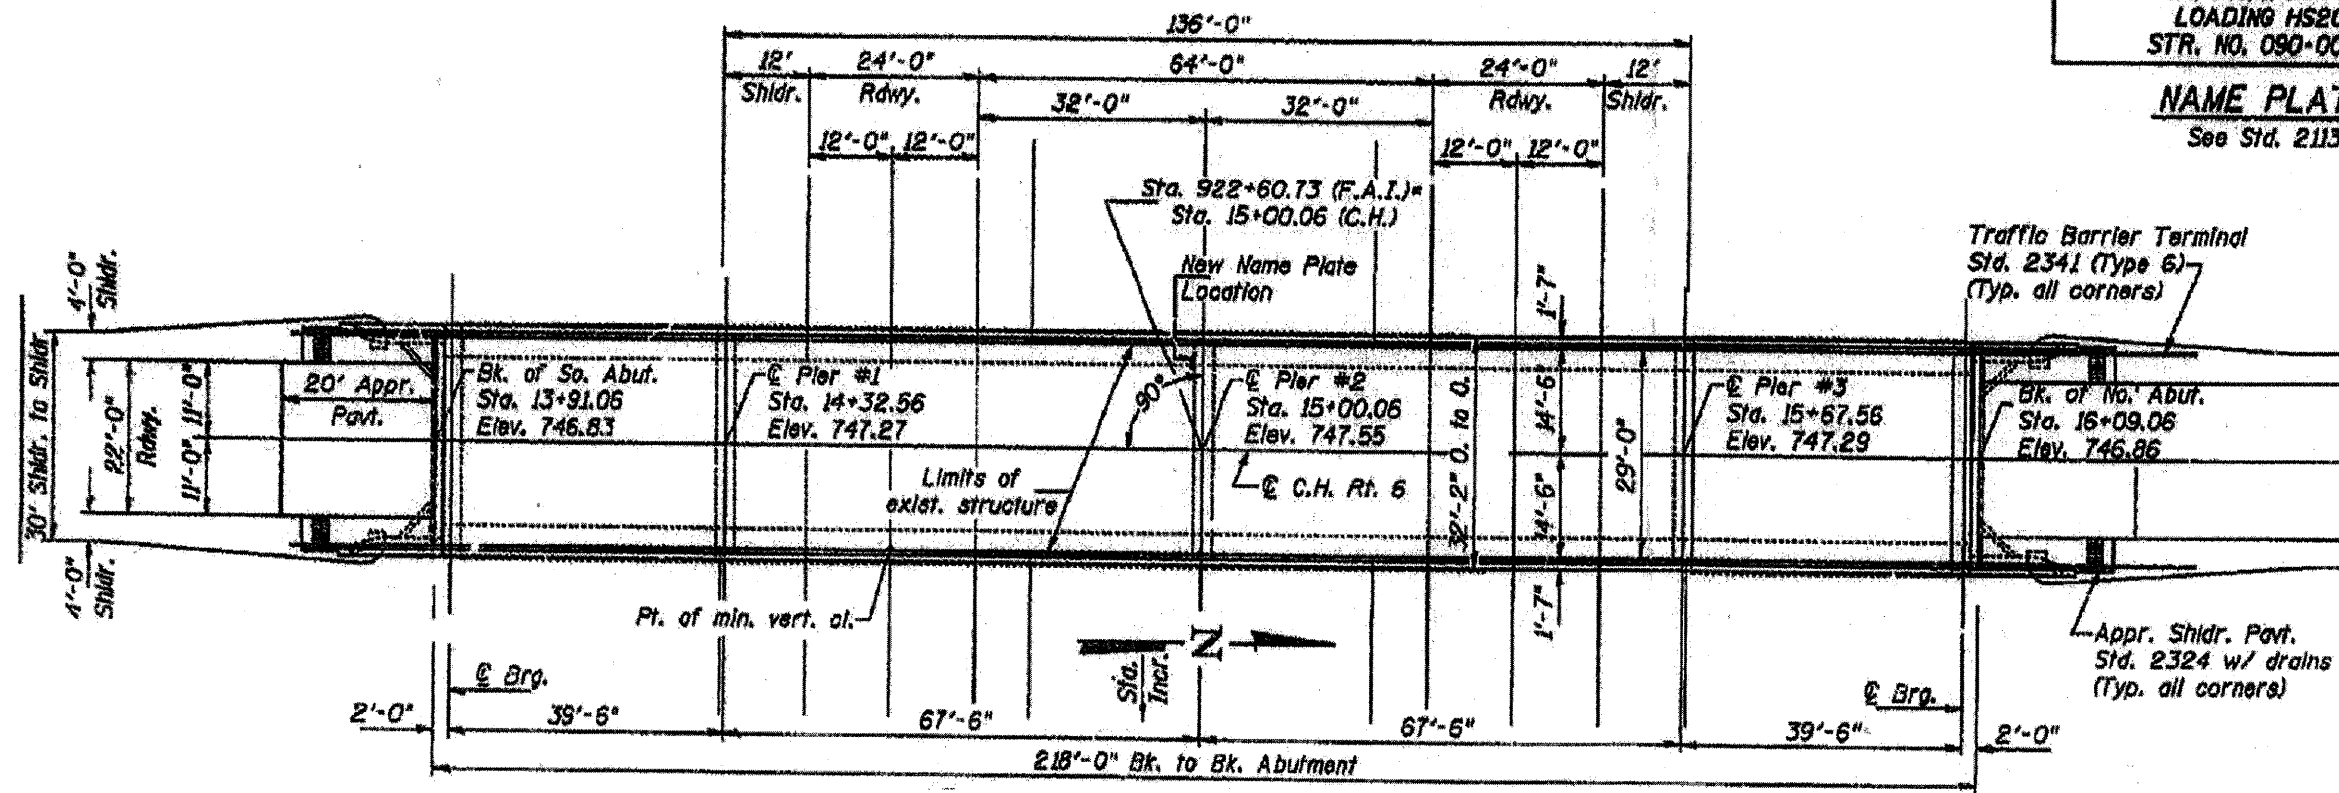 136'-0"
12' 24'-0" 64'-0" 24'-0" 12'
Shldr. Rdwy. Rdwy. Shldr.
32'-0" 32'-0"
12'-0" 12'-0" 12'-0" 12'-0"
LOADING
STR. NO.
NAME
See Std.
Sta. 922+60.73 (F.A.I.)*
Sta. 15+00.06 (C.H.)
New Name Plate
Location
Traffic Barrier Terminal
Std. 2341 (Type 6)
(Typ. all corners)
4'-0"
Shldr.
30' Shldr. to Shldr.
22'-0"
Rdwy.
11'-0" 11'-0"
4'-0"
Shldr.
20' Appr.
Pavt.
Bk. of So. Abut.
Sta. 13+91.06
Elev. 746.83
℄ Pier #1
Sta. 14+32.56
Elev. 747.27
90°
℄ Pier #2
Sta. 15+00.06
Elev. 747.55
℄ Pier #3
Sta. 15+67.56
Elev. 747.29
Bk. of No. Abut.
Sta. 16+09.06
Elev. 746.86
Limits of
exist. structure
℄ C.H. Rt. 6
32'-2" O. to O.
1'-7"
14'-6"
14'-6"
1'-7"
29'-0"
Pt. of min. vert. cl.
N
Sta.
Incr.
Appr. Shldr. Pavt.
Std. 2324 w/ drains
(Typ. all corners)
℄ Brg. ℄ Brg.
2'-0" 39'-6" 67'-6" 67'-6" 39'-6" 2'-0"
218'-0" Bk. to Bk. Abutment